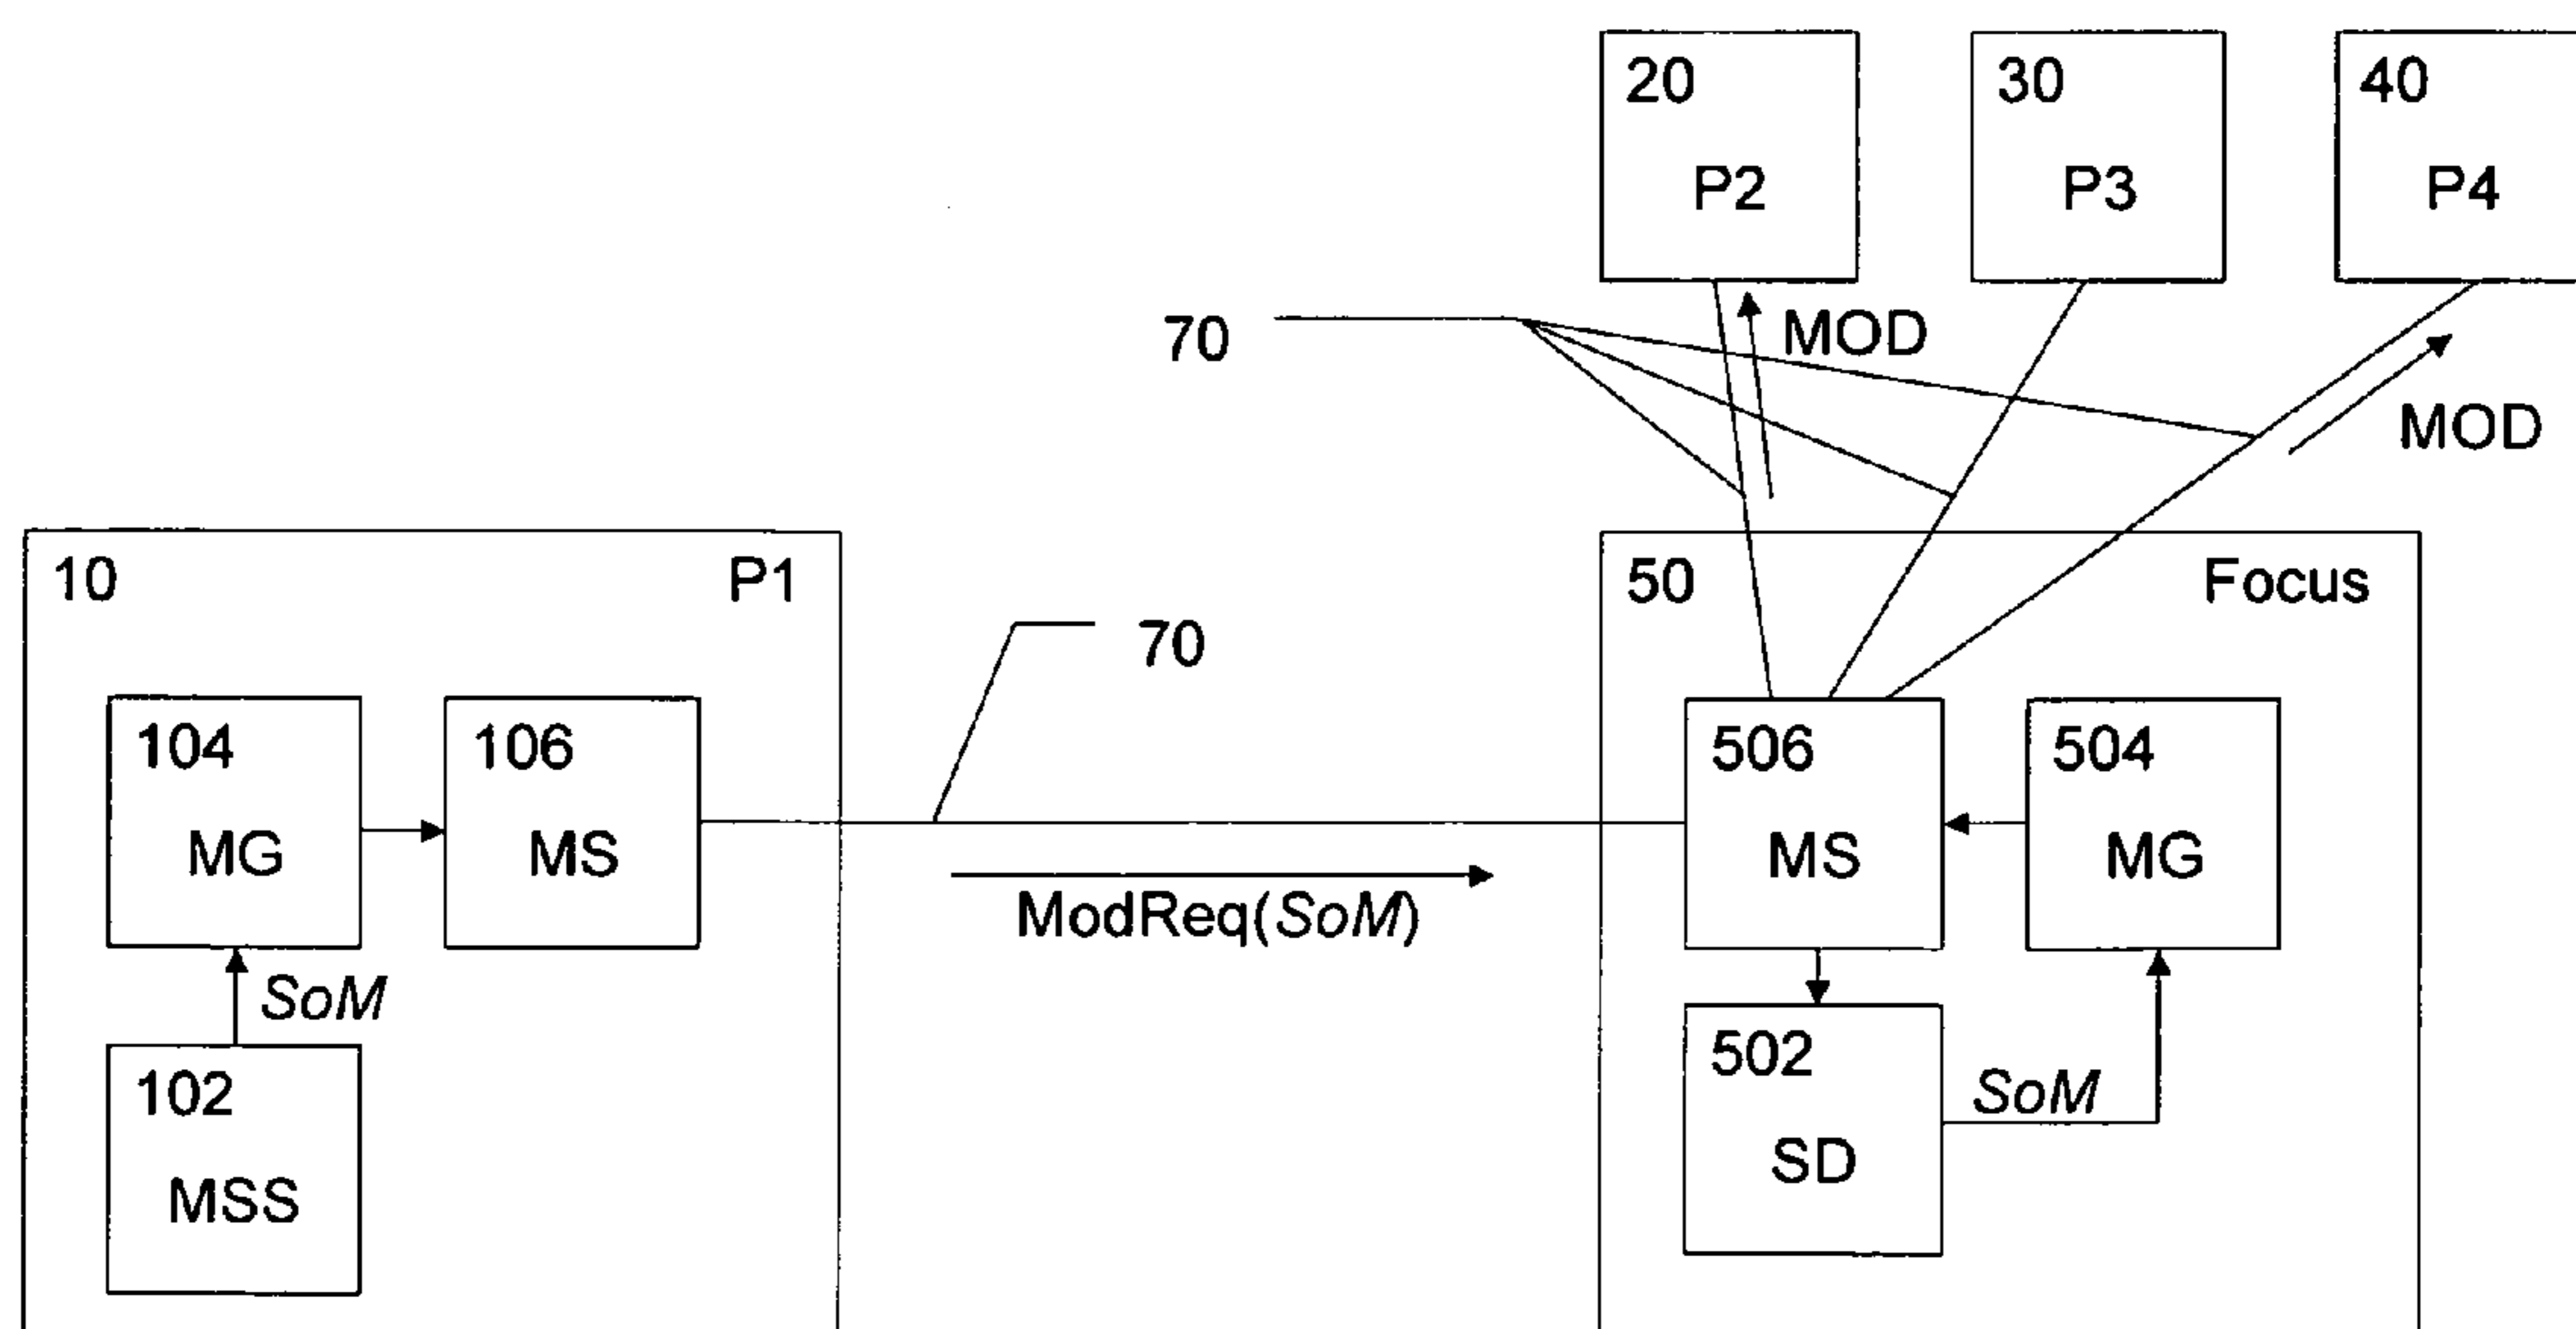 20
P2
30
P3
40
P4
70
MOD
MOD
10
P1
70
50
Focus
104
MG
106
MS
ModReq(SoM)
506
MS
504
MG
SoM
102
MSS
502
SD
SoM